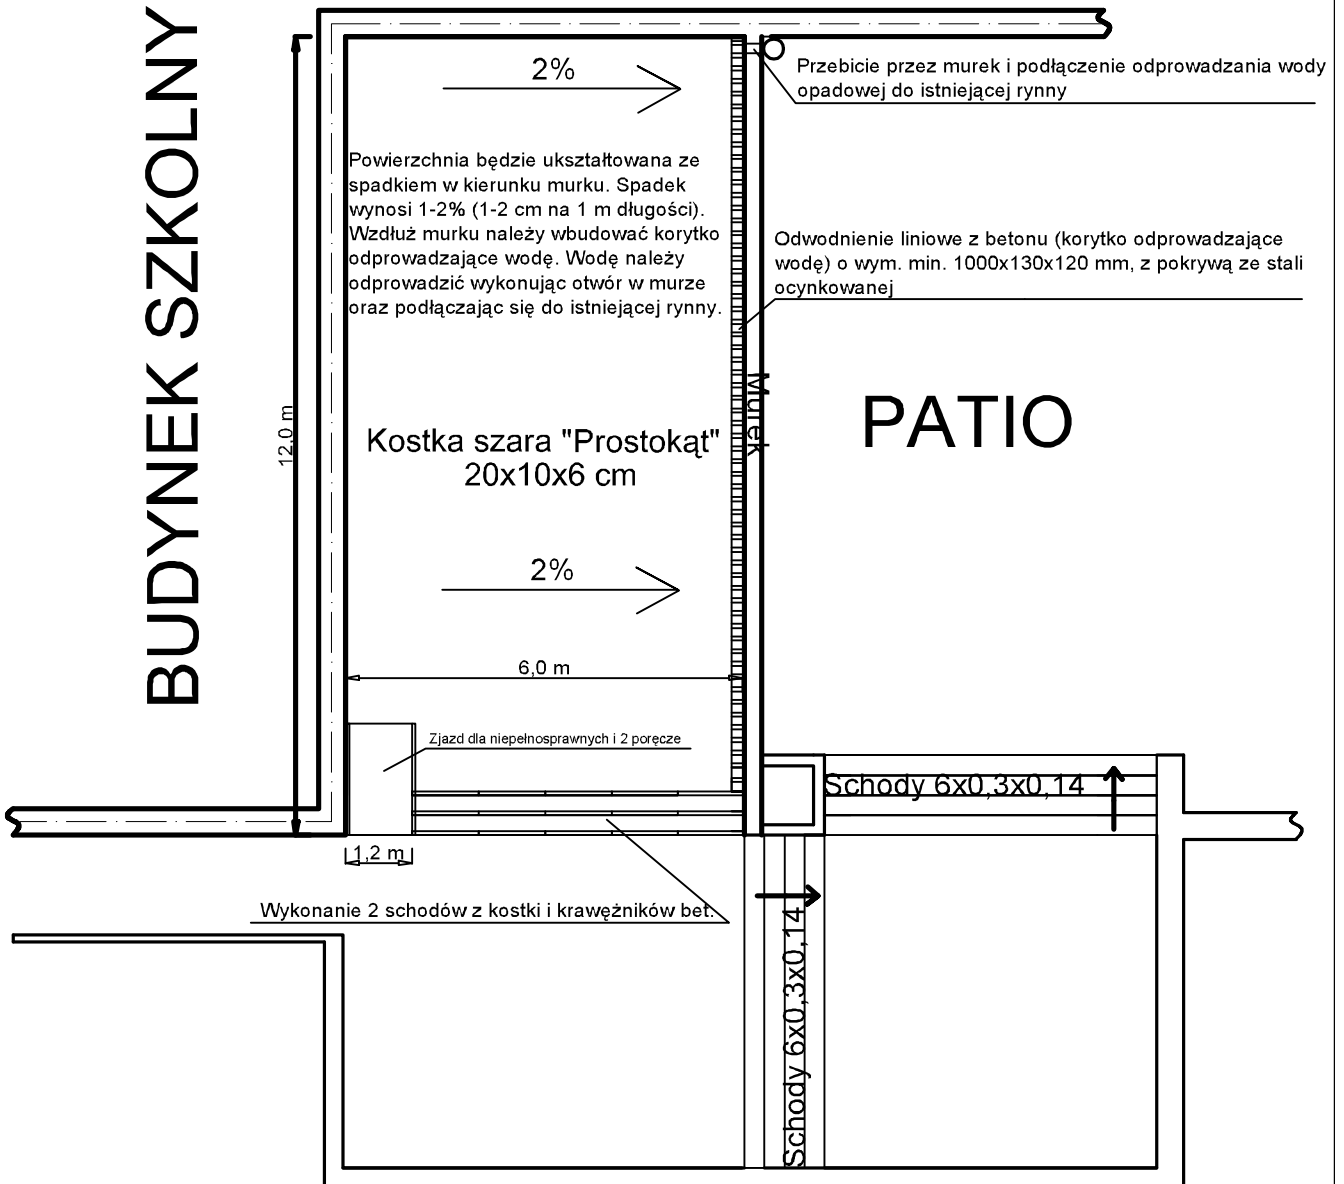 BUDYNEK SZKOLNY
2%
Przebicie przez murek i podłączenie odprowadzania wody
opadowej do istniejącej rynny
Powierzchnia będzie ukształtowana ze
spadkiem w kierunku murku. Spadek
wynosi 1-2% (1-2 cm na 1 m długości).
Wzdłuż murku należy wbudować korytko
odprowadzające wodę. Wodę należy
odprowadzić wykonując otwór w murze
oraz podłączając się do istniejącej rynny.
Odwodnienie liniowe z betonu (korytko odprowadzające
wodę) o wym. min. 1000x130x120 mm, z pokrywą ze stali
ocynkowanej
12,0 m
Murek
PATIO
Kostka szara "Prostokąt"
20x10x6 cm
2%
6,0 m
Zjazd dla niepełnosprawnych i 2 poręcze
Schody 6x0,3x0,14
1,2 m
Wykonanie 2 schodów z kostki i krawężników bet.
Schody 6x0,3x0,14